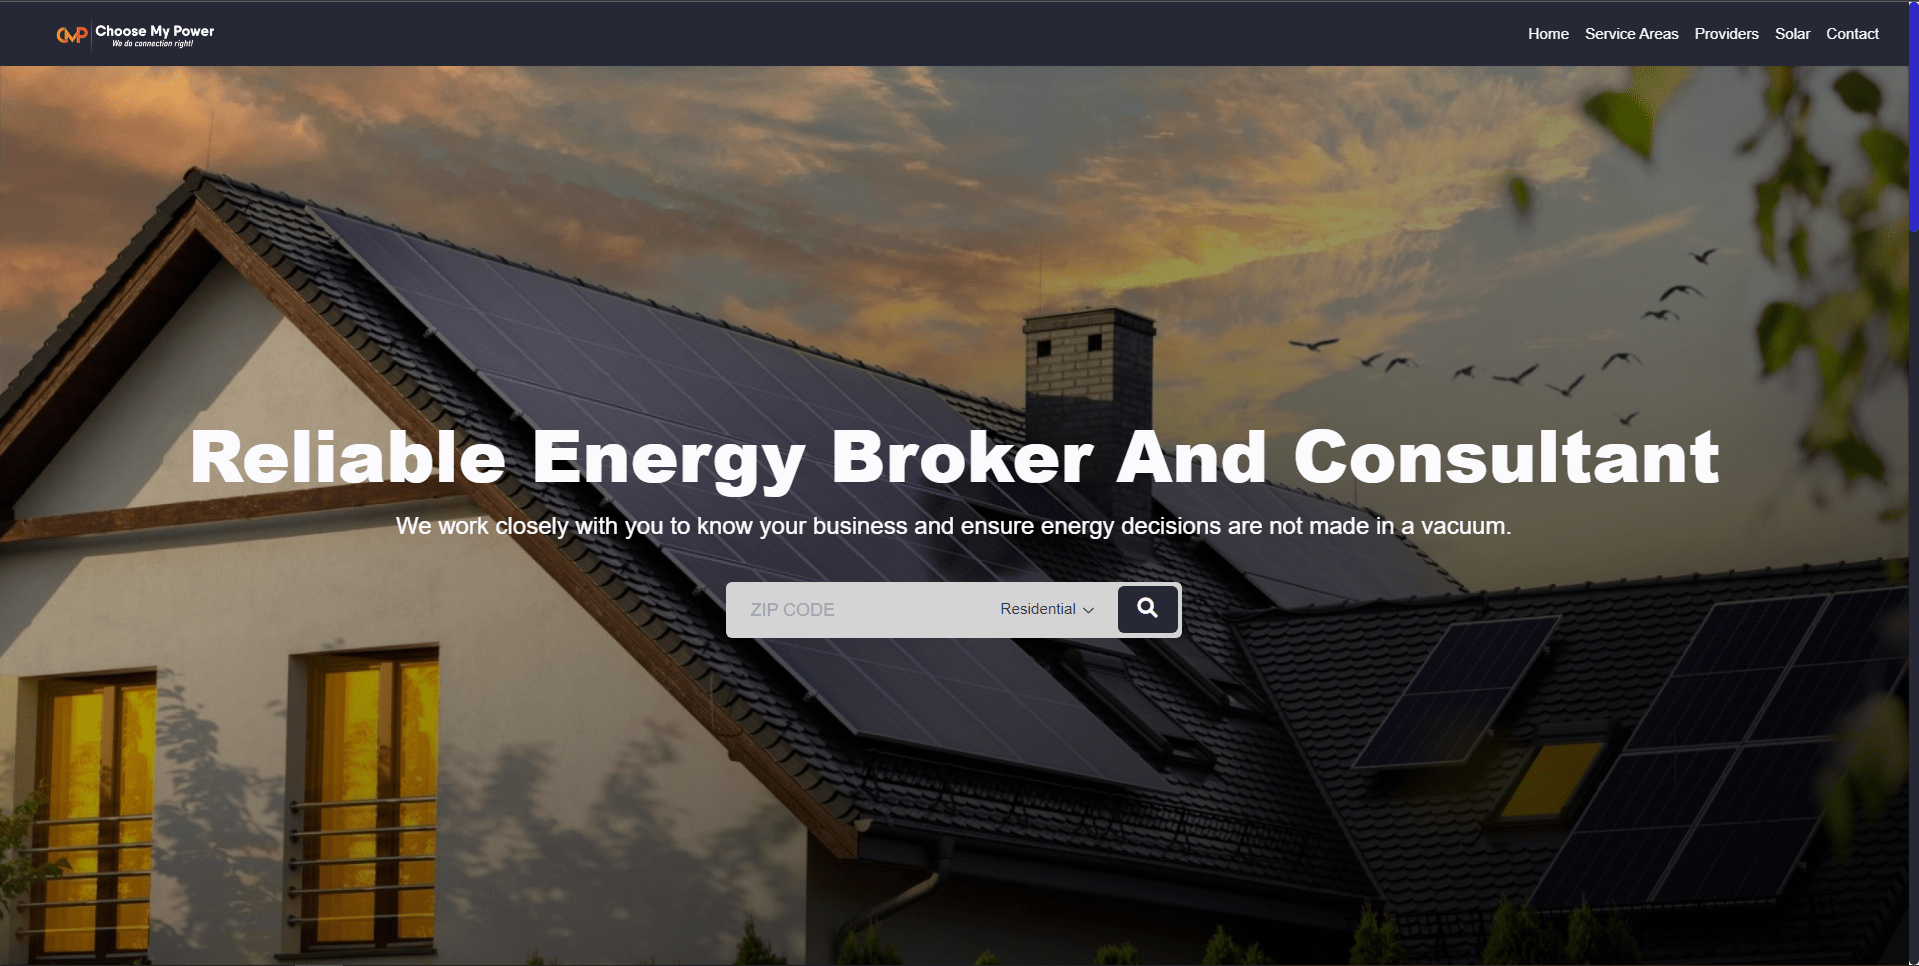 CMP
Choose My Power
We do connection right!
Home Service Areas Providers Solar Contact
Reliable Energy Broker And Consultant
We work closely with you to know your business and ensure energy decisions are not made in a vacuum.
ZIP CODE Residential